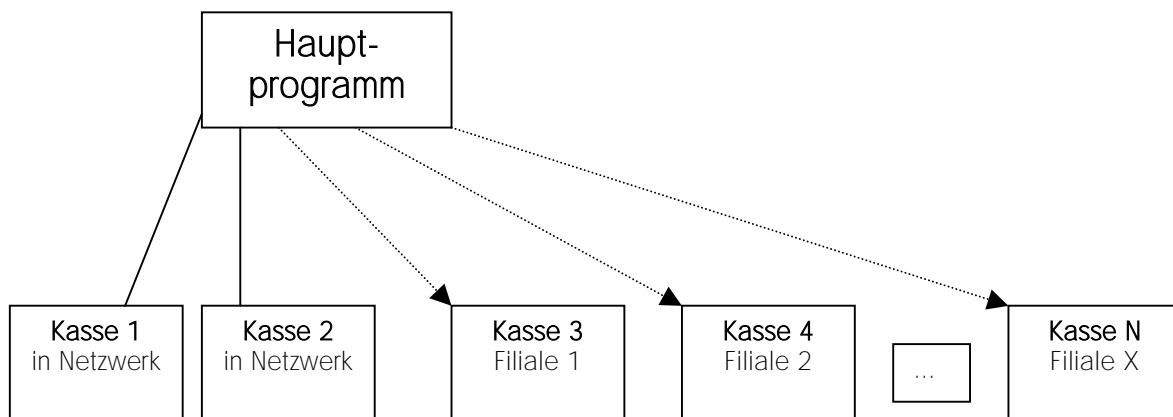 Haupt-
programm
Kasse 1
in Netzwerk
Kasse 2
in Netzwerk
Kasse 3
Filiale 1
Kasse 4
Filiale 2
...
Kasse N
Filiale X